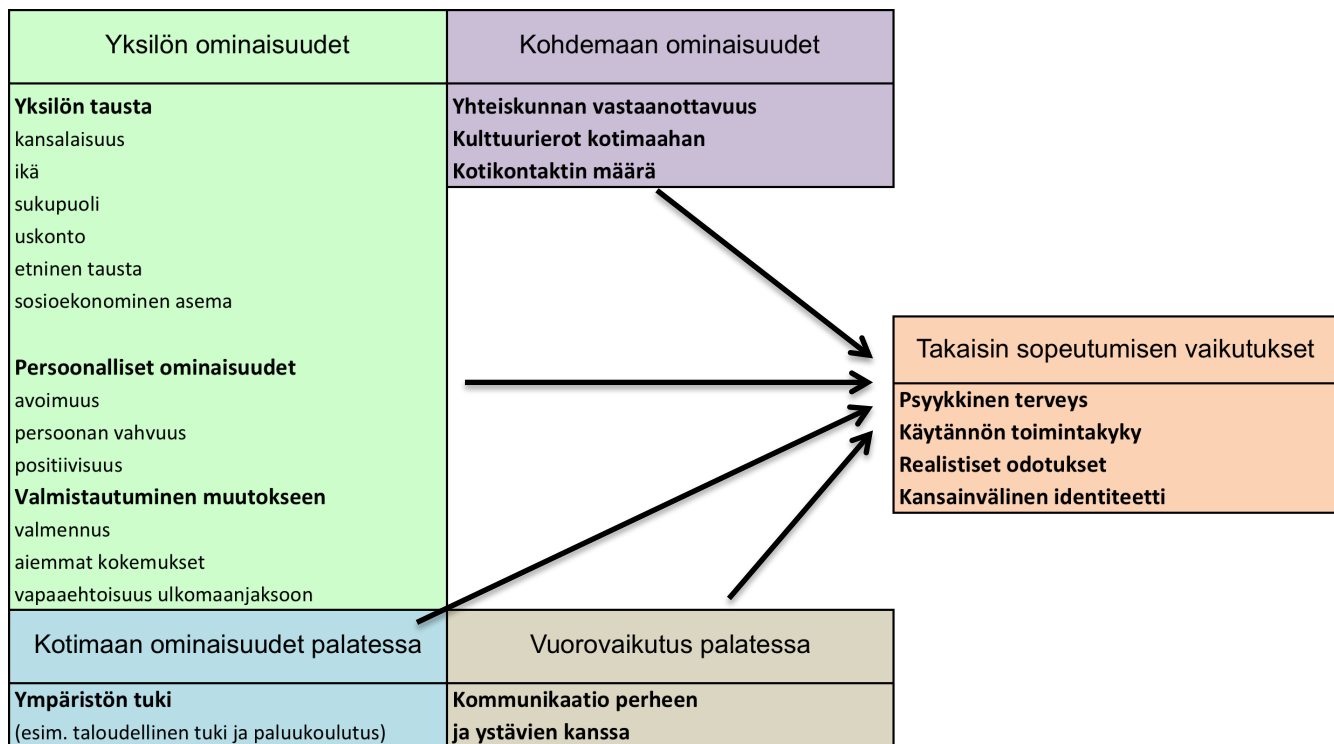 Yksilön ominaisuudet
Yksilön tausta
kansalaisuus
ikä
sukupuoli
uskonto
etninen tausta
sosioekonominen asema
Persoonalliset ominaisuudet
avoimuus
persoonan vahvuus
positiivisuus
Valmistautuminen muutokseen
valmennus
aiemmat kokemukset
vapaaehtoisuus ulkomaanjaksoon
Kohdemaan ominaisuudet
Yhteiskunnan vastaanottavuus
Kulttuurierot kotimaahan
Kotikontaktin määrä
Takaisin sopeutumisen vaikutukset
Psyykkinen terveys
Käytännön toimintakyky
Realistiset odotukset
Kansainvälinen identiteetti
Kotimaan ominaisuudet palatessa
Ympäristön tuki
(esim. taloudellinen tuki ja paluukoulutus)
Vuorovaikutus palatessa
Kommunikaatio perheen
ja ystävien kanssa